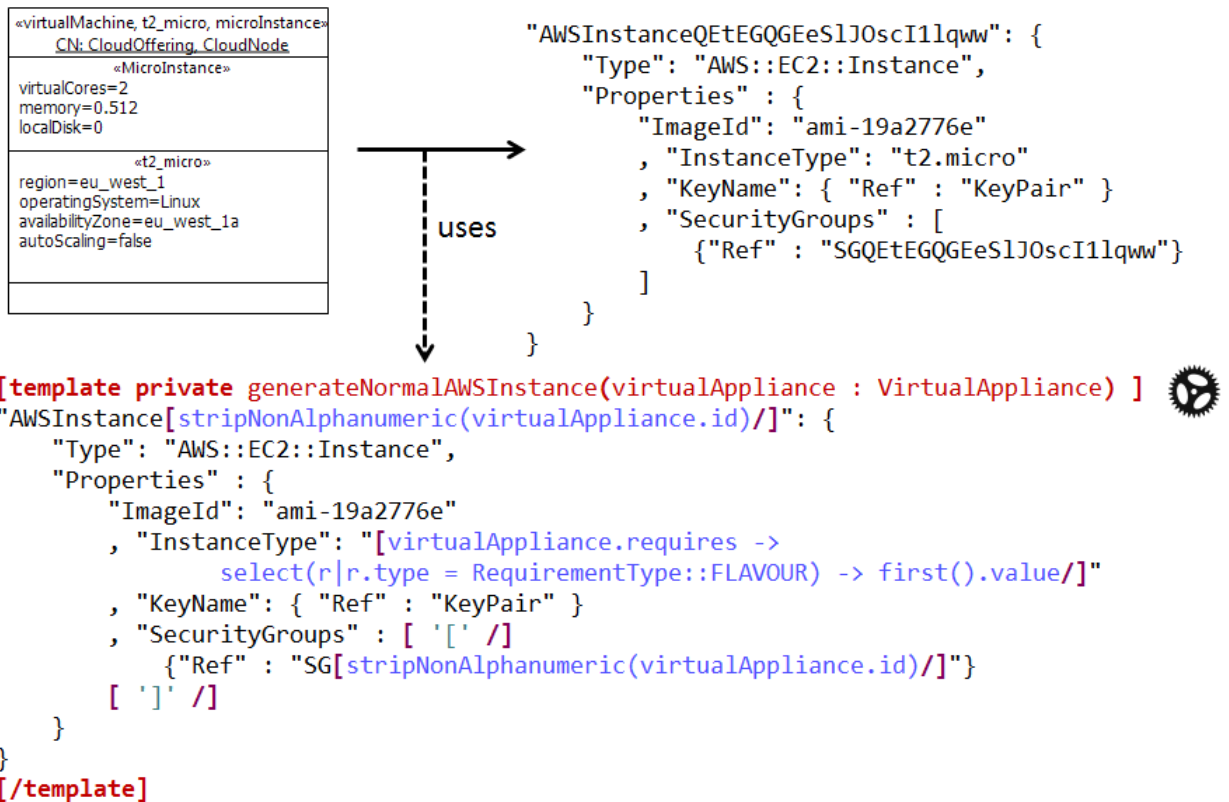 «virtualMachine, t2_micro, microInstance»
CN: CloudOffering, CloudNode
«MicroInstance»
virtualCores=2
memory=0.512
localDisk=0
«t2_micro»
region=eu_west_1
operatingSystem=Linux
availabilityZone=eu_west_1a
autoScaling=false
uses
"AWSInstanceQEtEGQGEeSlJOscI1lqww": {
"Type": "AWS::EC2::Instance",
"Properties" : {
"ImageId": "ami-19a2776e"
, "InstanceType": "t2.micro"
, "KeyName": { "Ref" : "KeyPair" }
, "SecurityGroups" : [
{"Ref" : "SGQEtEGQGEeSlJOscI1lqww"}
]
}
}
[template private generateNormalAWSInstance(virtualAppliance : VirtualAppliance) ]
"AWSInstance[stripNonAlphanumeric(virtualAppliance.id)/]": {
"Type": "AWS::EC2::Instance",
"Properties" : {
"ImageId": "ami-19a2776e"
, "InstanceType": "[virtualAppliance.requires ->
select(r|r.type = RequirementType::FLAVOUR) -> first().value/]"
, "KeyName": { "Ref" : "KeyPair" }
, "SecurityGroups" : [ '[' /]
{"Ref" : "SG[stripNonAlphanumeric(virtualAppliance.id)/]"}
[ ']' /]
}
}
[/template]